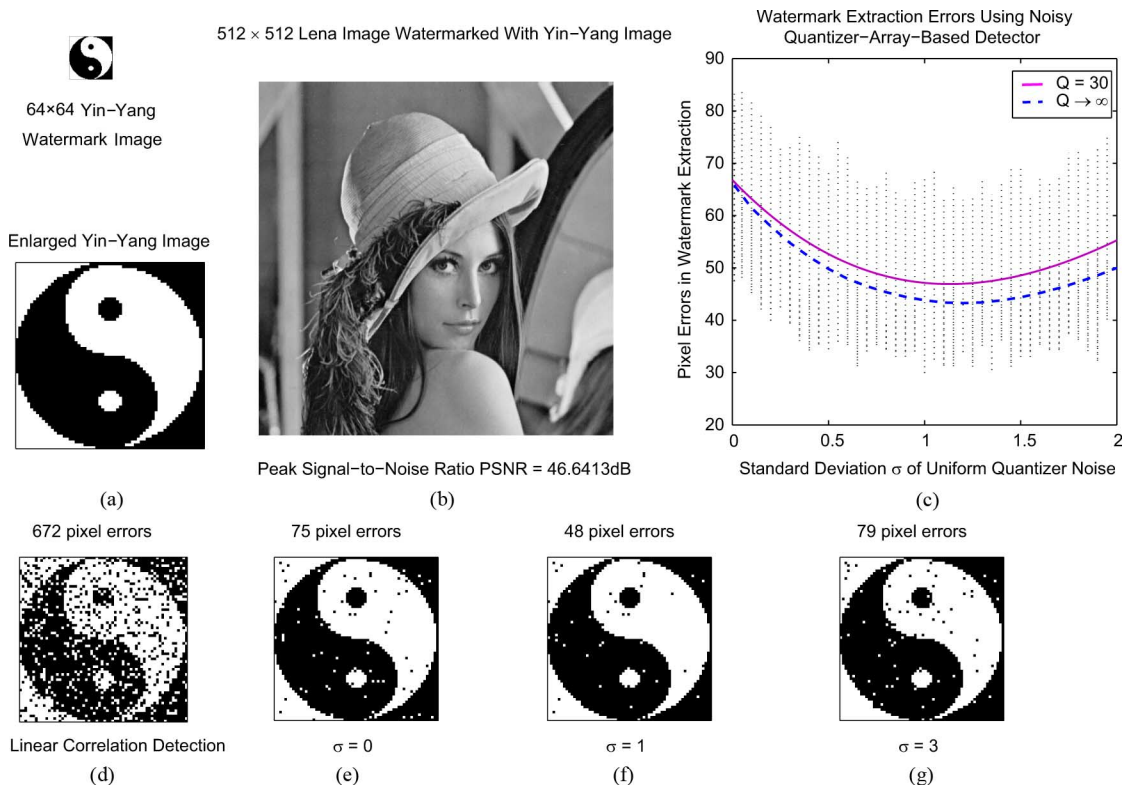 64×64 Yin−Yang
Watermark Image
Enlarged Yin−Yang Image
(a)
512 × 512 Lena Image Watermarked With Yin−Yang Image
Peak Signal−to−Noise Ratio PSNR = 46.6413dB
(b)
Watermark Extraction Errors Using Noisy
Quantizer−Array−Based Detector
Q = 30
Q → ∞
Pixel Errors in Watermark Extraction
90
80
70
60
50
40
30
20
0
0.5
1
1.5
2
Standard Deviation σ of Uniform Quantizer Noise
(c)
672 pixel errors
Linear Correlation Detection
(d)
75 pixel errors
σ = 0
(e)
48 pixel errors
σ = 1
(f)
79 pixel errors
σ = 3
(g)